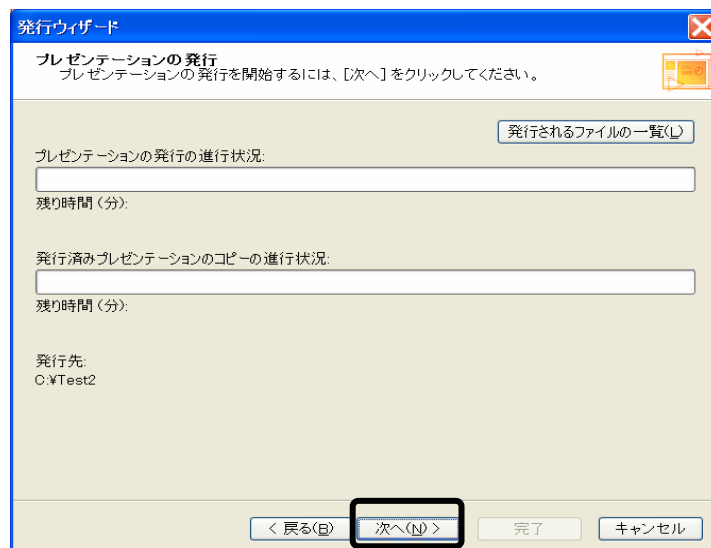 発行ウィザード
プレゼンテーションの発行
プレゼンテーションの発行を開始するには、[次へ]をクリックしてください。
発行されるファイルの一覧(L)
プレゼンテーションの発行の進行状況:
残り時間(分):
発行済みプレゼンテーションのコピーの進行状況:
残り時間(分):
発行先:
C:¥Test2
< 戻る(B)
次へ(N) >
完了
キャンセル